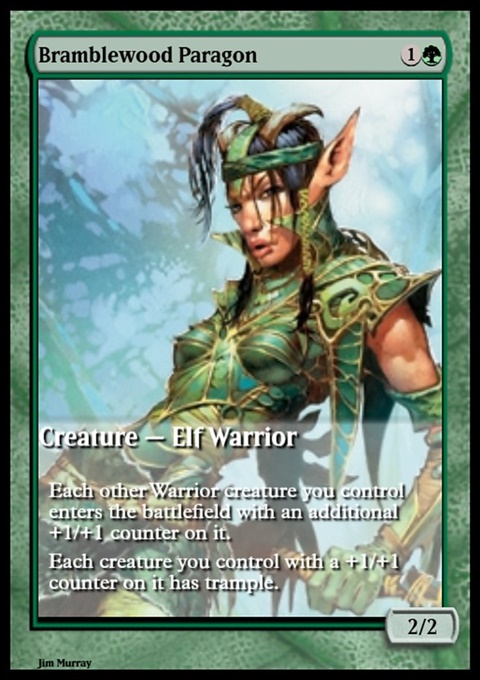 Bramblewood Paragon 1
Creature — Elf Warrior
Each other Warrior creature you control
enters the battlefield with an additional
+1/+1 counter on it.
Each creature you control with a +1/+1
counter on it has trample.
2/2
Jim Murray